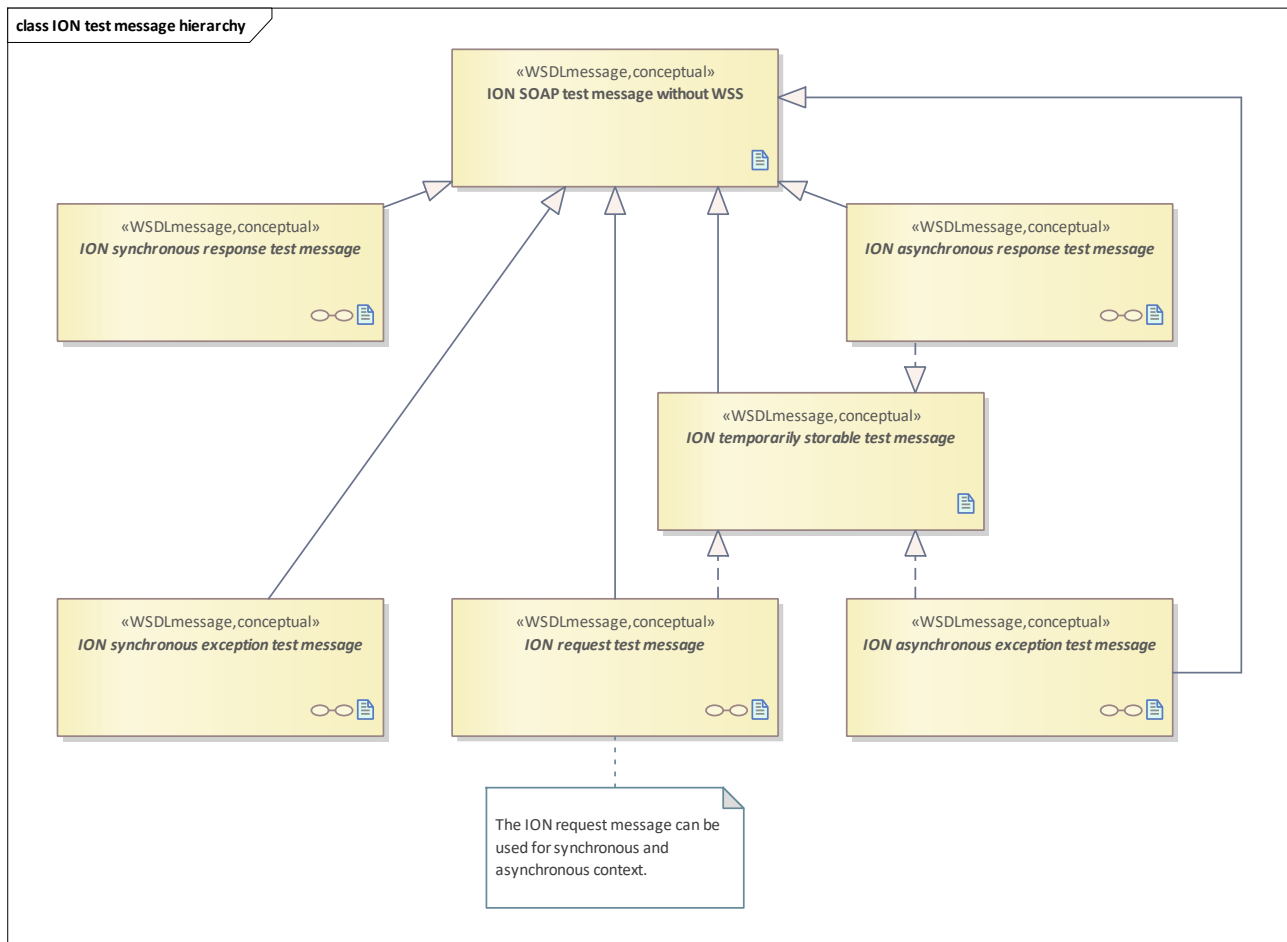 class ION test message hierarchy
«WSDLmessage,conceptual»
ION SOAP test message without WSS
«WSDLmessage,conceptual»
ION synchronous response test message
«WSDLmessage,conceptual»
ION asynchronous response test message
«WSDLmessage,conceptual»
ION temporarily storable test message
«WSDLmessage,conceptual»
ION synchronous exception test message
«WSDLmessage,conceptual»
ION request test message
«WSDLmessage,conceptual»
ION asynchronous exception test message
The ION request message can be
used for synchronous and
asynchronous context.